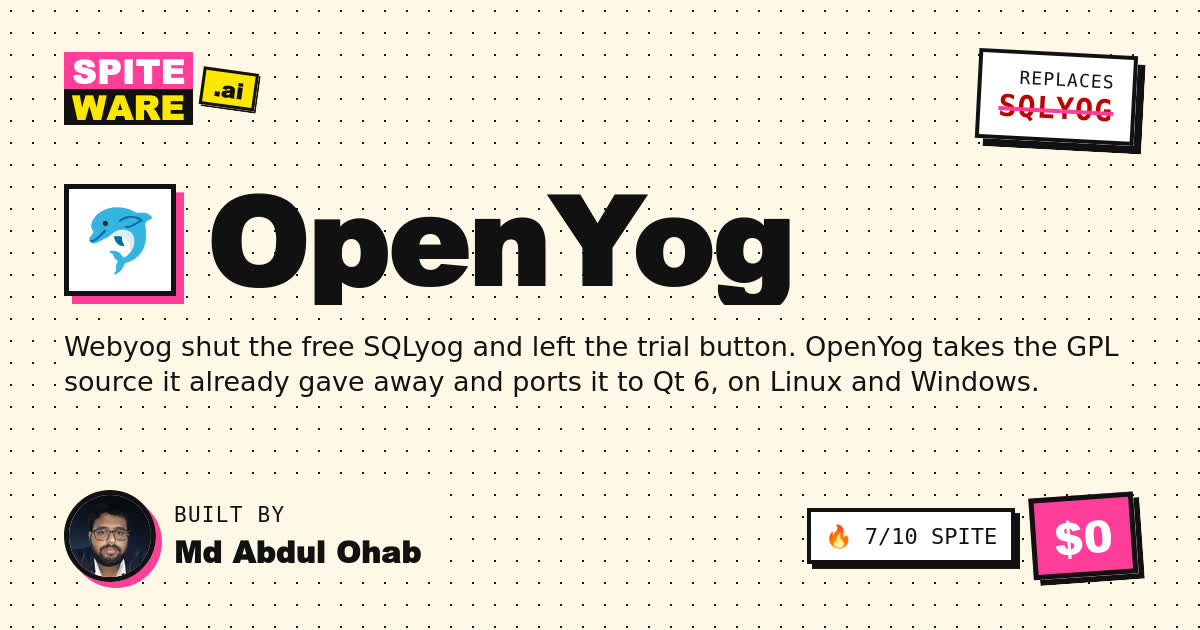 SPITE
WARE
.ai
REPLACES
SQLYOG
OpenYog
Webyog shut the free SQLyog and left the trial button. OpenYog takes the GPL
source it already gave away and ports it to Qt 6, on Linux and Windows.
BUILT BY
Md Abdul Ohab
🔥 7/10 SPITE
$0